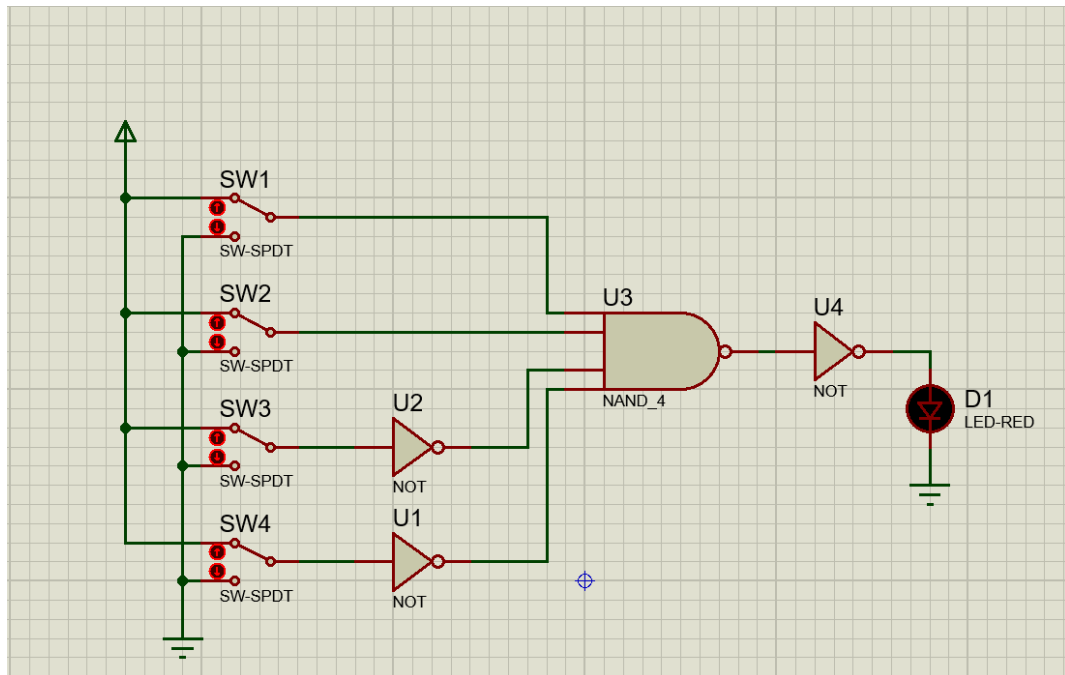 SW1
SW-SPDT
SW2
SW-SPDT
SW3
SW-SPDT
SW4
SW-SPDT
U2
NOT
U1
NOT
U3
NAND_4
U4
NOT
D1
LED-RED